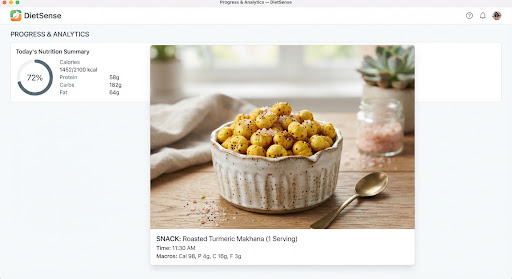 Progress & Analytics — DietSense
DietSense
PROGRESS & ANALYTICS
Today's Nutrition Summary
72%
Calories
1452/2100 kcal
Protein 58g
Carbs 182g
Fat 64g
SNACK: Roasted Turmeric Makhana (1 Serving)
Time: 11:30 AM
Macros: Cal 98, P 4g, C 16g, F 3g